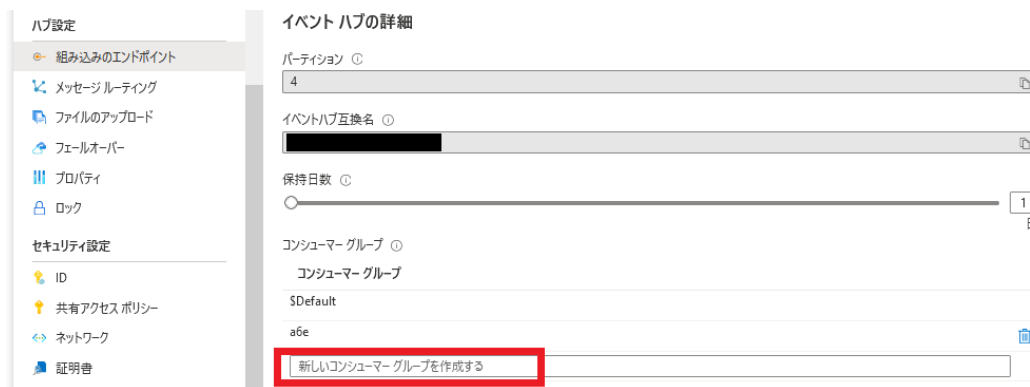 ハブ設定
組み込みのエンドポイント
メッセージ ルーティング
ファイルのアップロード
フェールオーバー
プロパティ
ロック
セキュリティ設定
ID
共有アクセス ポリシー
ネットワーク
証明書
イベント ハブの詳細
パーティション
4
イベントハブ互換名
保持日数
1
コンシューマー グループ
コンシューマー グループ
$Default
a6e
新しいコンシューマー グループを作成する